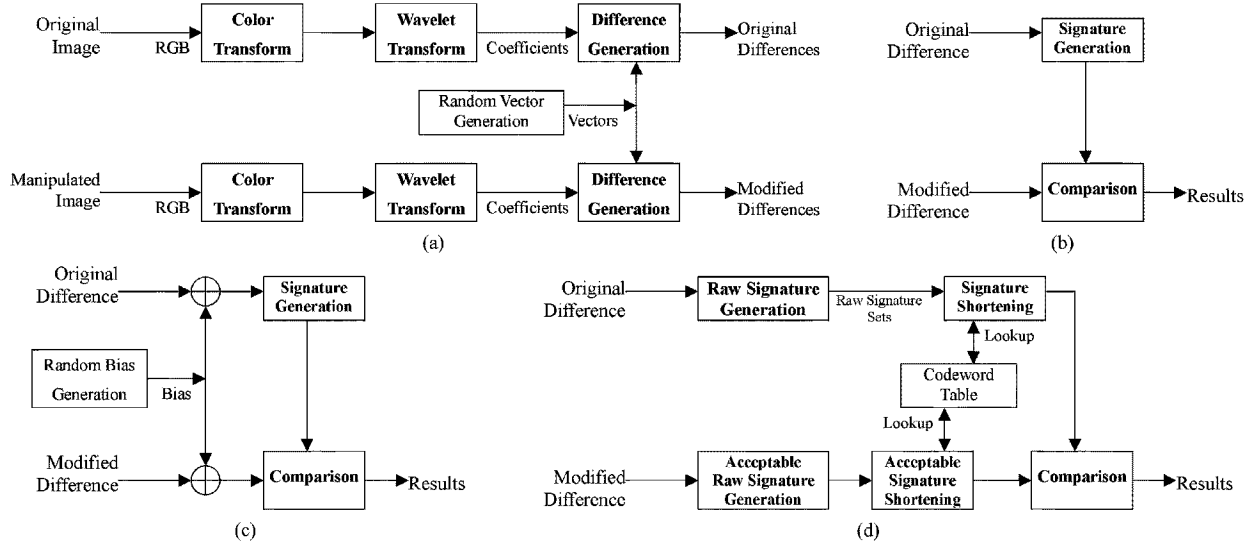 Original
Image
RGB
Color
Transform
Wavelet
Transform
Coefficients
Difference
Generation
Original
Differences
Random Vector
Generation
Vectors
Manipulated
Image
RGB
Color
Transform
Wavelet
Transform
Coefficients
Difference
Generation
Modified
Differences
(a)
Original
Difference
Signature
Generation
Modified
Difference
Comparison
Results
(b)
Original
Difference
Signature
Generation
Random Bias
Generation
Bias
Modified
Difference
Comparison
Results
(c)
Original
Difference
Raw Signature
Generation
Raw Signature
Sets
Signature
Shortening
Lookup
Codeword
Table
Lookup
Modified
Difference
Acceptable
Raw Signature
Generation
Acceptable
Signature
Shortening
Comparison
Results
(d)